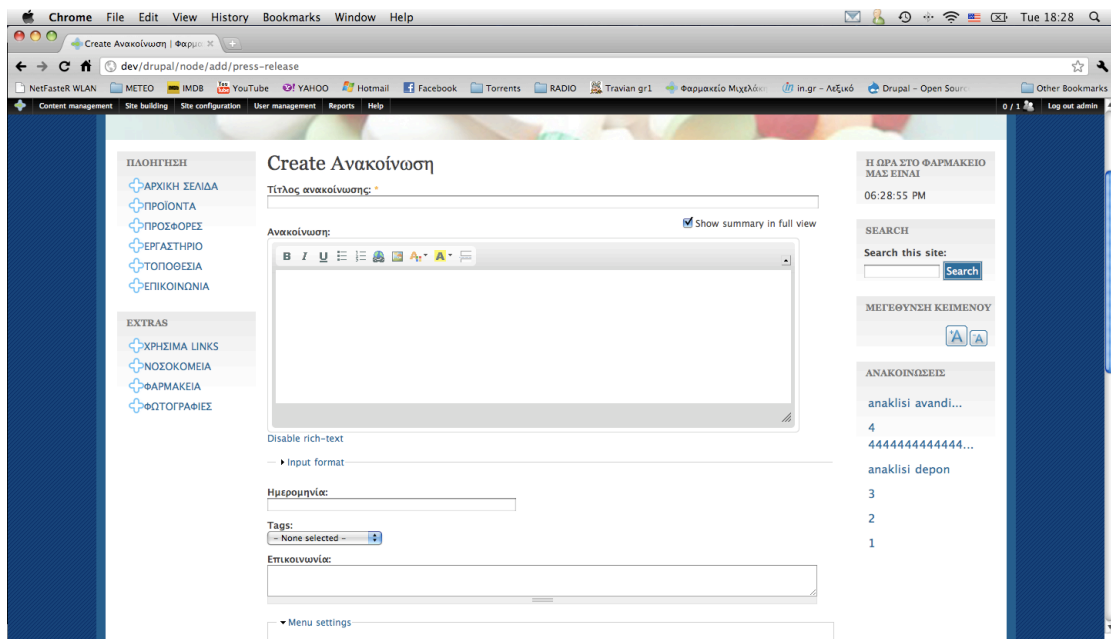 Chrome File Edit View History Bookmarks Window Help Tue 18:28
Create Ανακοίνωση | Φαρμα
dev/drupal/node/add/press-release
NetFasteR WLAN METEO IMDB YouTube YAHOO Hotmail Facebook Torrents RADIO Travian gr1 Φαρμακείο Μιχελάκ in.gr – Λεξικό Drupal – Open Sourc Other Bookmarks
Content management Site building Site configuration User management Reports Help 0 / 1 Log out admin
ΠΛΟΗΓΗΣΗ
ΑΡΧΙΚΗ ΣΕΛΙΔΑ
ΠΡΟΪΟΝΤΑ
ΠΡΟΣΦΟΡΕΣ
ΕΡΓΑΣΤΗΡΙΟ
ΤΟΠΟΘΕΣΙΑ
ΕΠΙΚΟΙΝΩΝΙΑ
EXTRAS
ΧΡΗΣΙΜΑ LINKS
ΝΟΣΟΚΟΜΕΙΑ
ΦΑΡΜΑΚΕΙΑ
ΦΩΤΟΓΡΑΦΙΕΣ
Create Ανακοίνωση
Τίτλος ανακοίνωσης: *
Show summary in full view
Ανακοίνωση:
B I U A A
Disable rich-text
Input format
Ημερομηνία:
Tags:
– None selected –
Επικοινωνία:
Menu settings
Η ΩΡΑ ΣΤΟ ΦΑΡΜΑΚΕΙΟ
ΜΑΣ ΕΙΝΑΙ
06:28:55 PM
SEARCH
Search this site:
Search
ΜΕΓΕΘΥΝΣΗ ΚΕΙΜΕΝΟΥ
+A -A
ΑΝΑΚΟΙΝΩΣΕΙΣ
anaklisi avandi...
4
4444444444444...
anaklisi depon
3
2
1